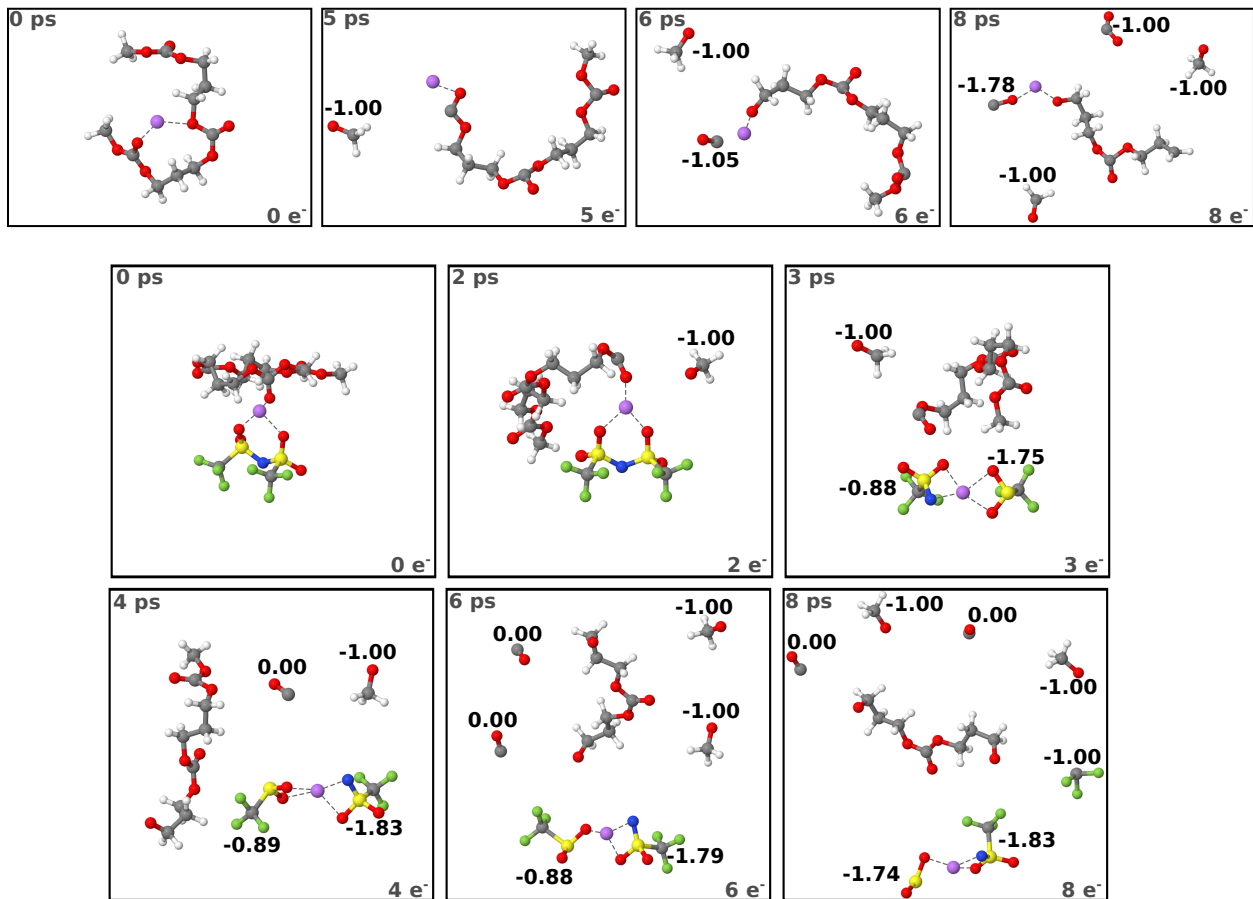 0 ps
0 e⁻
5 ps
-1.00
5 e⁻
6 ps
-1.00
-1.05
6 e⁻
8 ps
-1.00
-1.78
-1.00
-1.00
8 e⁻
0 ps
0 e⁻
2 ps
-1.00
2 e⁻
3 ps
-1.00
-1.75
-0.88
3 e⁻
4 ps
0.00
-1.00
-1.83
-0.89
4 e⁻
6 ps
-1.00
0.00
-1.00
0.00
-1.79
-0.88
6 e⁻
8 ps
-1.00
0.00
0.00
-1.00
-1.00
-1.83
-1.74
8 e⁻